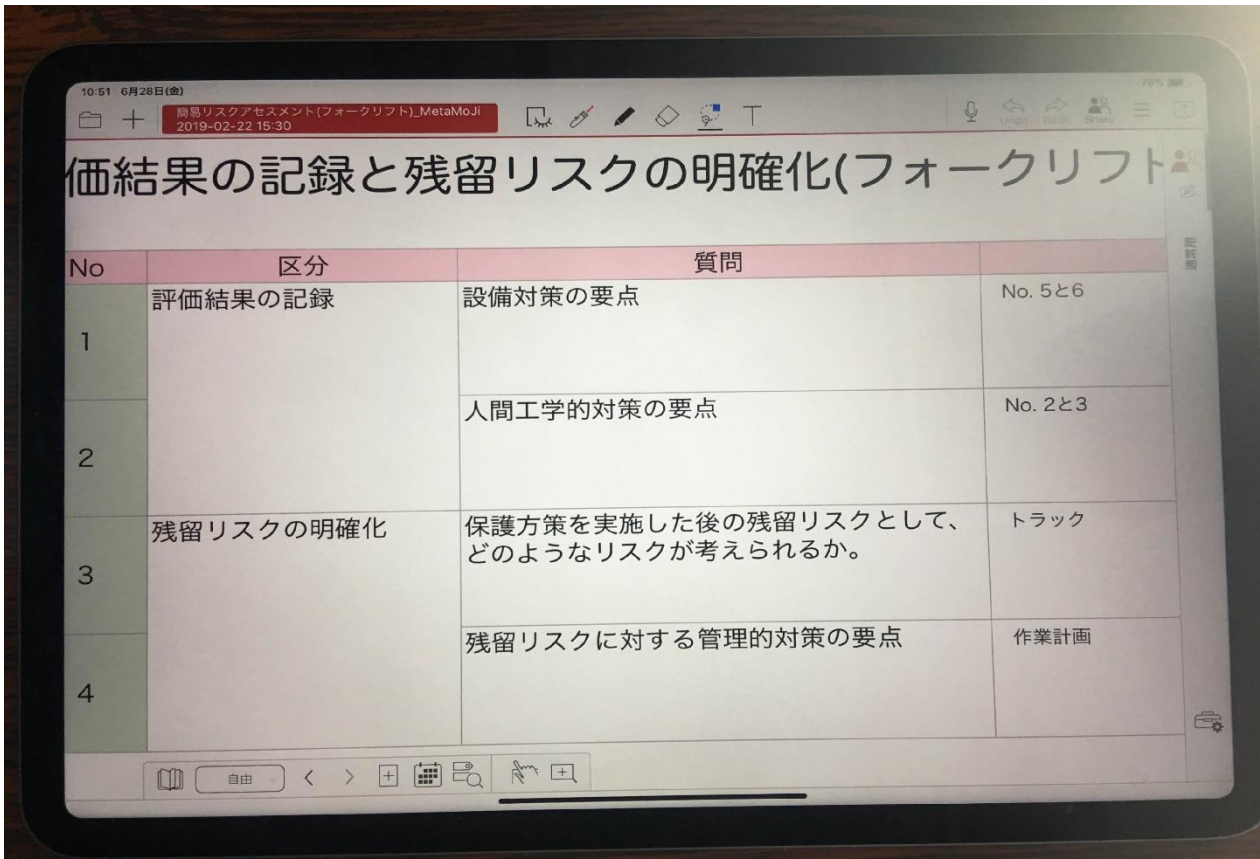 10:51 6月28日(金)
76%
簡易リスクアセスメント(フォークリフト)_MetaMoJi
2019-02-22 15:30
T
Undo
Redo
Share
価結果の記録と残留リスクの明確化(フォークリフト
通常用
No 区分 質問
1 評価結果の記録 設備対策の要点 No. 5と6
2 人間工学的対策の要点 No. 2と3
3 残留リスクの明確化 保護方策を実施した後の残留リスクとして、 トラック
どのようなリスクが考えられるか。
4 残留リスクに対する管理的対策の要点 作業計画
自由